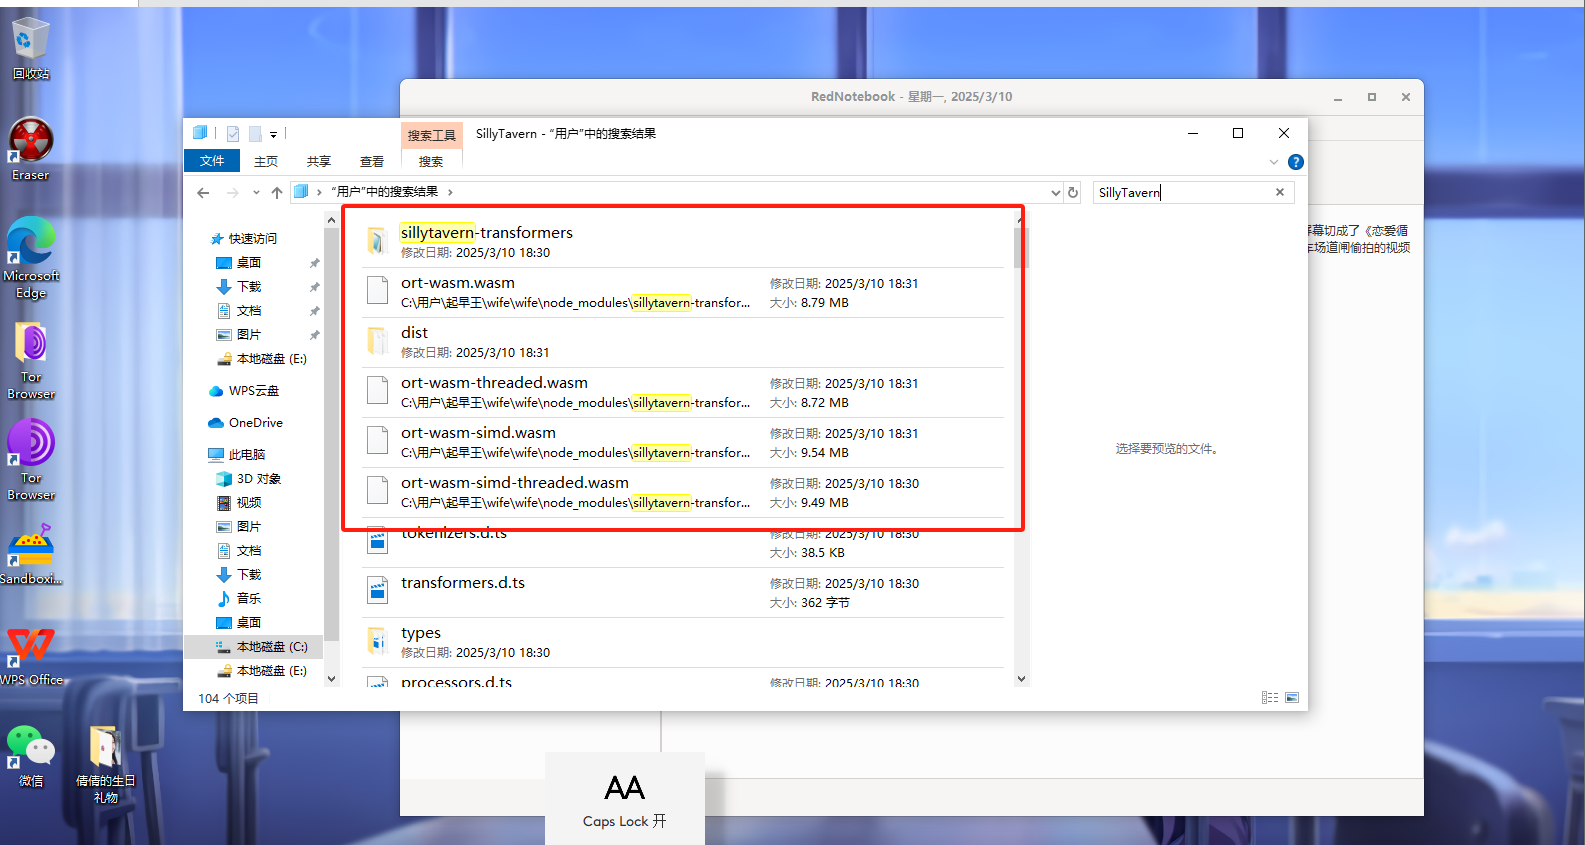 回收站
Eraser
Microsoft
Edge
Tor
Browser
Tor
Browser
Sandboxi...
WPS Office
微信
倩倩的生日
礼物
RedNotebook - 星期一, 2025/3/10
屏幕切成了《恋爱循
车场道闸偷拍的视频
搜索工具
SillyTavern - “用户”中的搜索结果
文件
主页
共享
查看
搜索
“用户”中的搜索结果
SillyTavern
快速访问
桌面
下载
文档
图片
本地磁盘 (E:)
WPS云盘
OneDrive
此电脑
3D 对象
视频
图片
文档
下载
音乐
桌面
本地磁盘 (C:)
本地磁盘 (E:)
sillytavern-transformers
修改日期: 2025/3/10 18:30
ort-wasm.wasm
修改日期: 2025/3/10 18:31
C:\用户\起早王\wife\wife\node_modules\sillytavern-transfor...
大小: 8.79 MB
dist
修改日期: 2025/3/10 18:31
ort-wasm-threaded.wasm
修改日期: 2025/3/10 18:31
C:\用户\起早王\wife\wife\node_modules\sillytavern-transfor...
大小: 8.72 MB
ort-wasm-simd.wasm
修改日期: 2025/3/10 18:31
C:\用户\起早王\wife\wife\node_modules\sillytavern-transfor...
大小: 9.54 MB
ort-wasm-simd-threaded.wasm
修改日期: 2025/3/10 18:30
C:\用户\起早王\wife\wife\node_modules\sillytavern-transfor...
大小: 9.49 MB
tokenizers.d.ts
修改日期: 2025/3/10 18:30
大小: 38.5 KB
transformers.d.ts
修改日期: 2025/3/10 18:30
大小: 362 字节
types
修改日期: 2025/3/10 18:30
processors.d.ts
修改日期: 2025/3/10 18:30
选择要预览的文件。
104 个项目
AA
Caps Lock 开